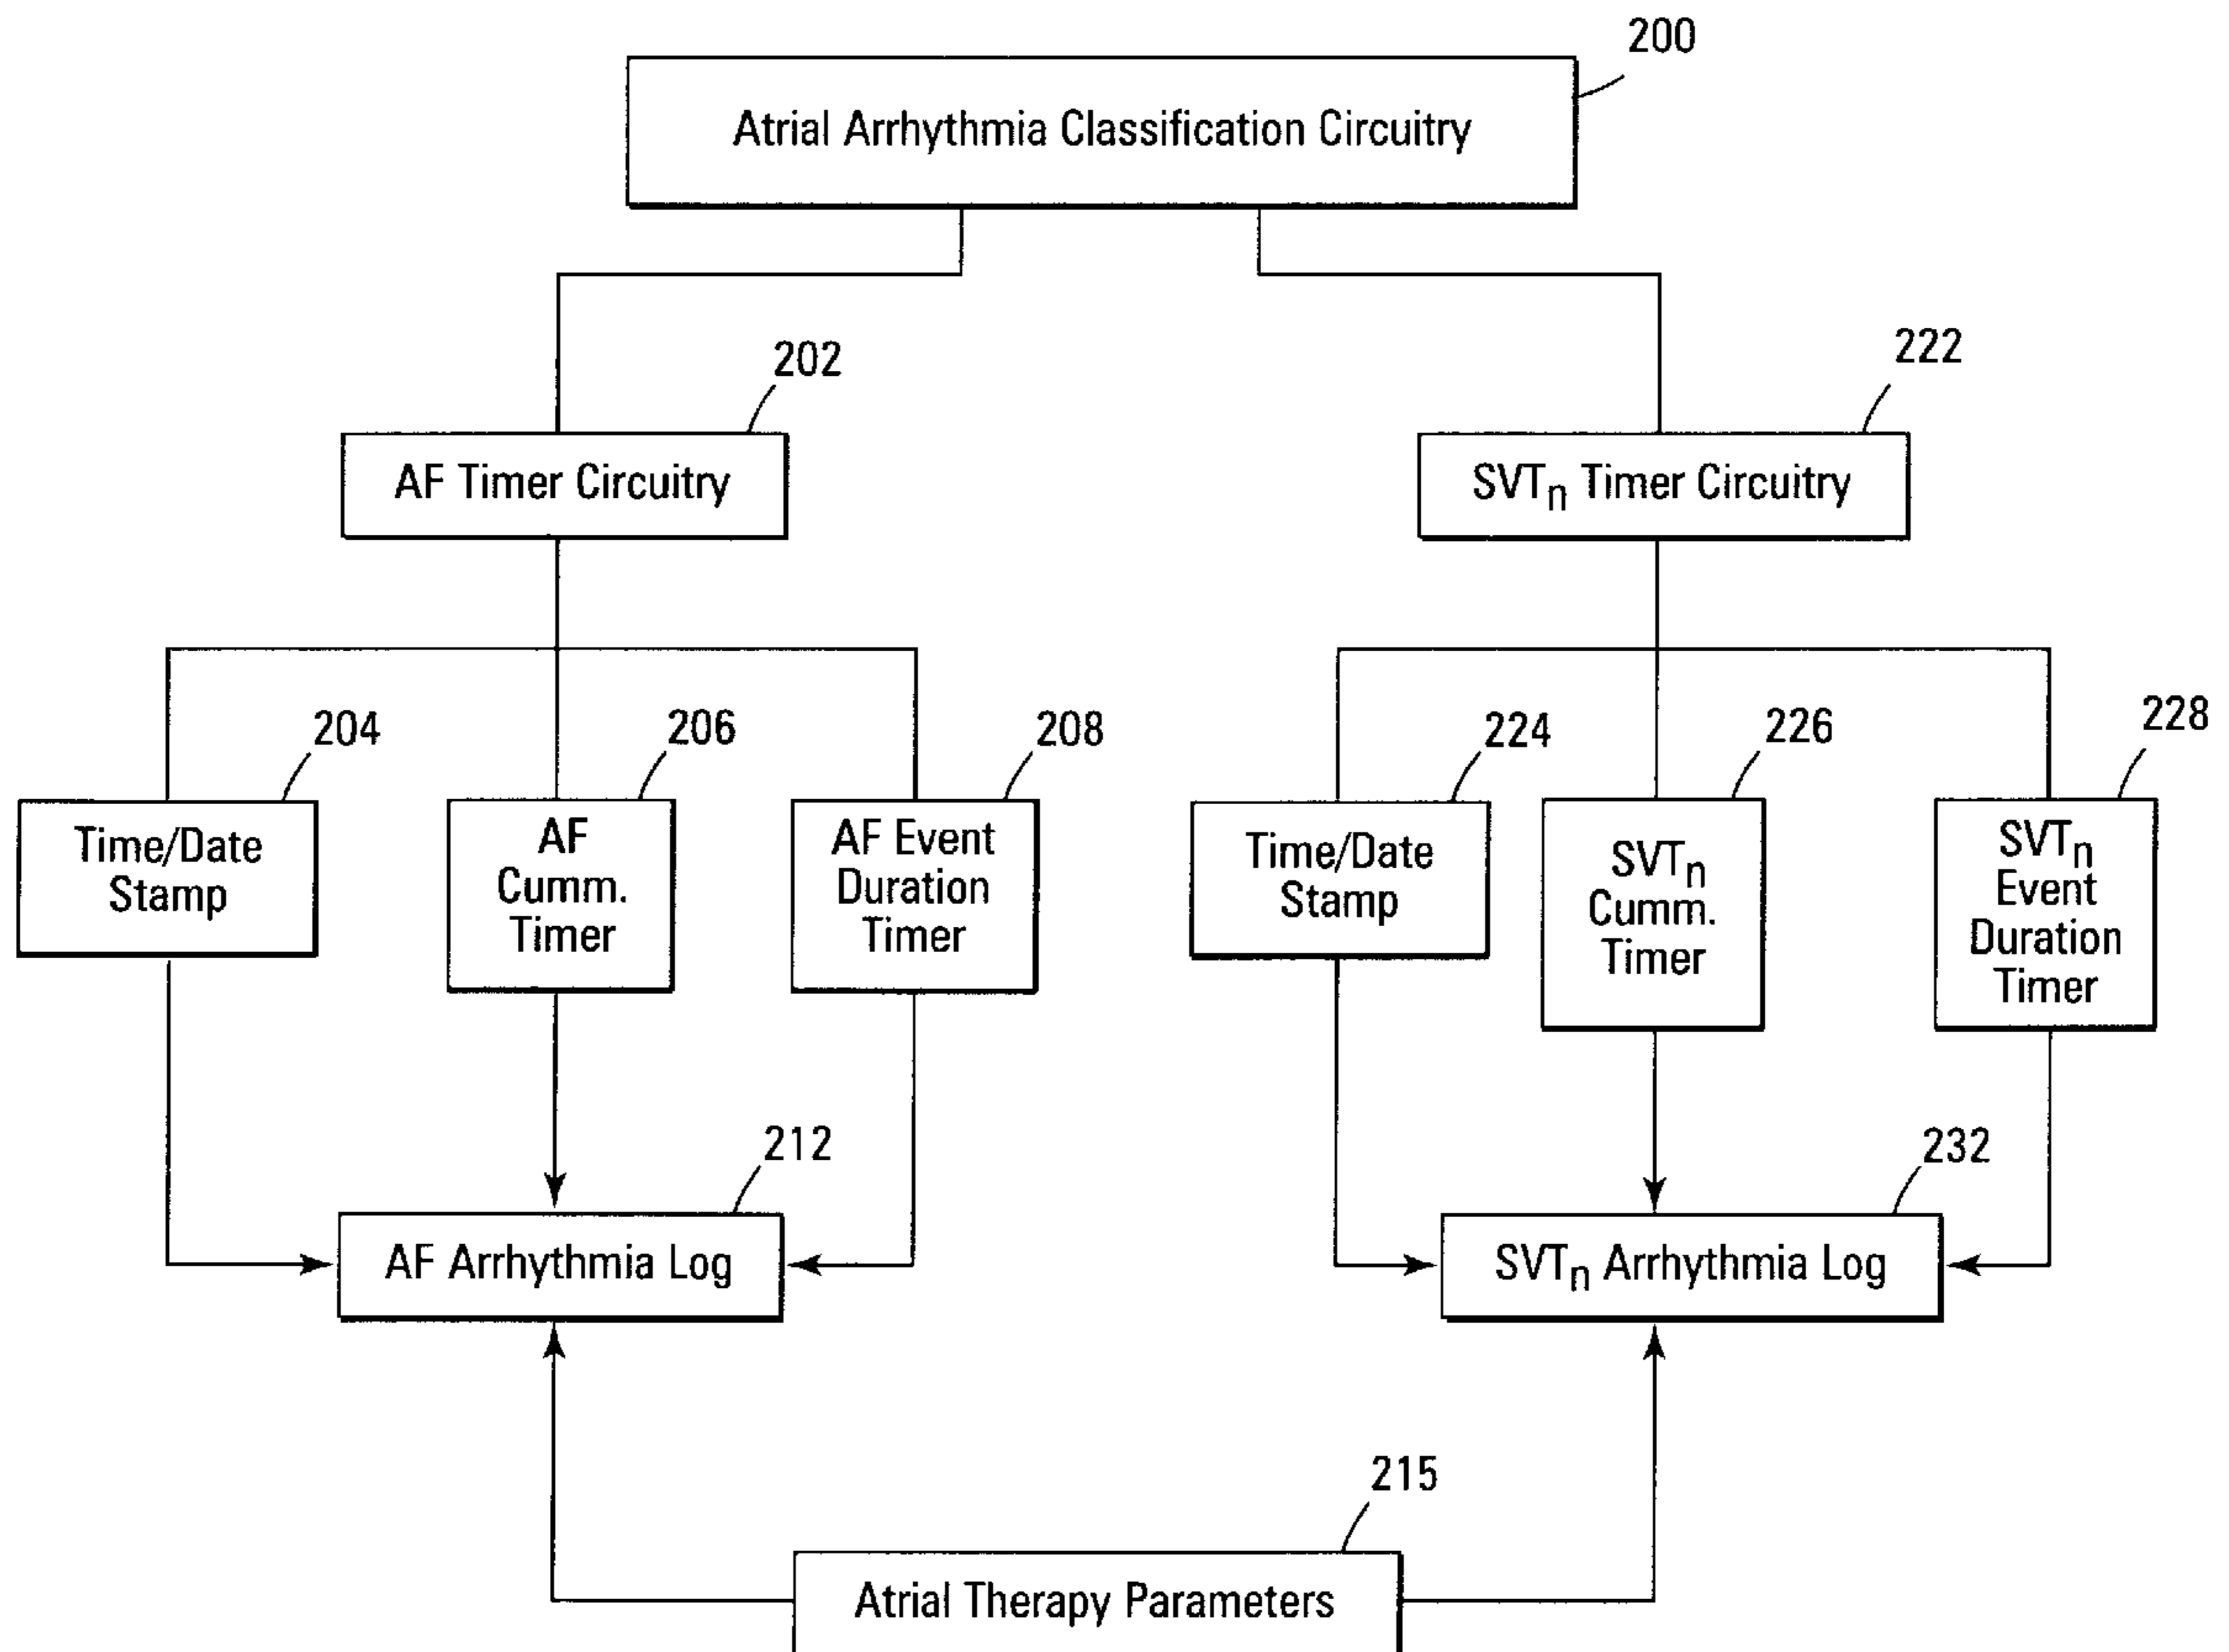 200
Atrial Arrhythmia Classification Circuitry
202
222
AF Timer Circuitry
SVTn Timer Circuitry
204
206
208
224
226
228
Time/Date
Stamp
AF
Cumm.
Timer
AF Event
Duration
Timer
Time/Date
Stamp
SVTn
Cumm.
Timer
SVTn
Event
Duration
Timer
212
232
AF Arrhythmia Log
SVTn Arrhythmia Log
215
Atrial Therapy Parameters